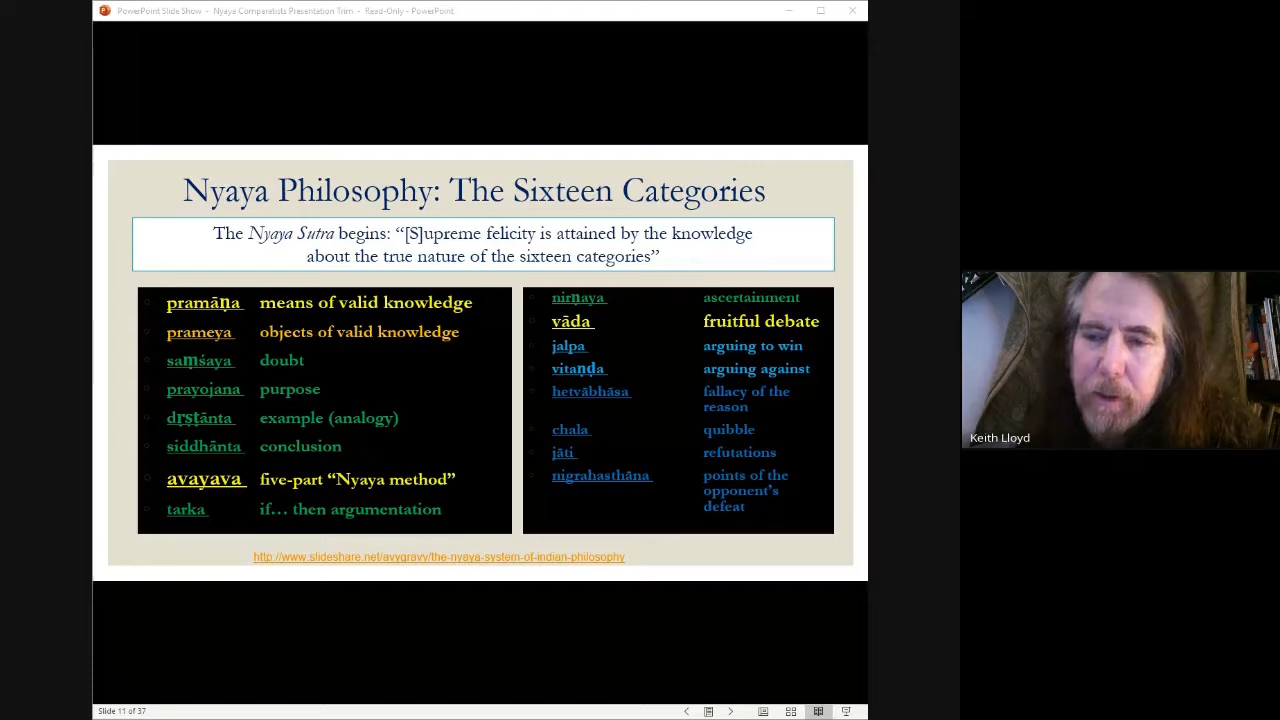 PowerPoint Slide Show - Nyaya Comparatists Presentation Trim - Read-Only - PowerPoint
Nyaya Philosophy: The Sixteen Categories
The Nyaya Sutra begins: “[S]upreme felicity is attained by the knowledge
about the true nature of the sixteen categories”
pramāṇa means of valid knowledge
prameya objects of valid knowledge
saṃśaya doubt
prayojana purpose
dṛṣṭānta example (analogy)
siddhānta conclusion
avayava five-part “Nyaya method”
tarka if… then argumentation
nirṇaya ascertainment
vāda fruitful debate
jalpa arguing to win
vitaṇḍa arguing against
hetvābhāsa fallacy of the
reason
chala quibble
jāti refutations
nigrahasthāna points of the
opponent’s
defeat
http://www.slideshare.net/avygravy/the-nyaya-system-of-indian-philosophy
Keith Lloyd
Slide 11 of 37